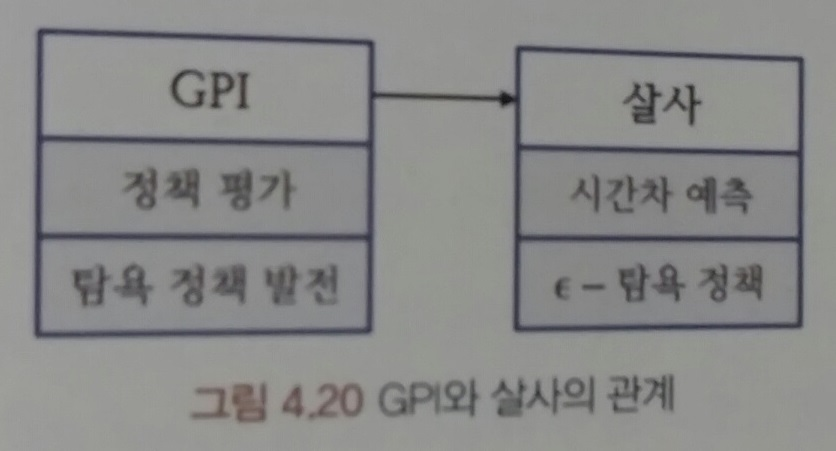 GPI
정책 평가
탐욕 정책 발전
살사
시간차 예측
ϵ – 탐욕 정책
그림 4.20 GPI와 살사의 관계